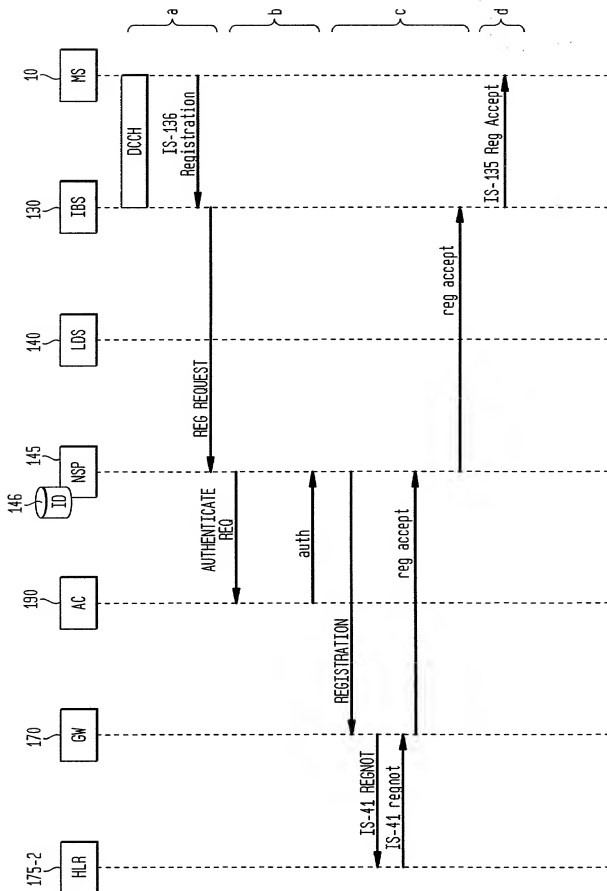 175-2
HLR
170
GW
190
AC
146
ID
145
NSP
140
LDS
130
IBS
10
MS
DCCH
IS-136
Registration
REG REQUEST
a
AUTHENTICATE
REQ
auth
b
REGISTRATION
IS-41 REGNOT
IS-41 regnot
reg accept
reg accept
c
IS-135 Reg Accept
d